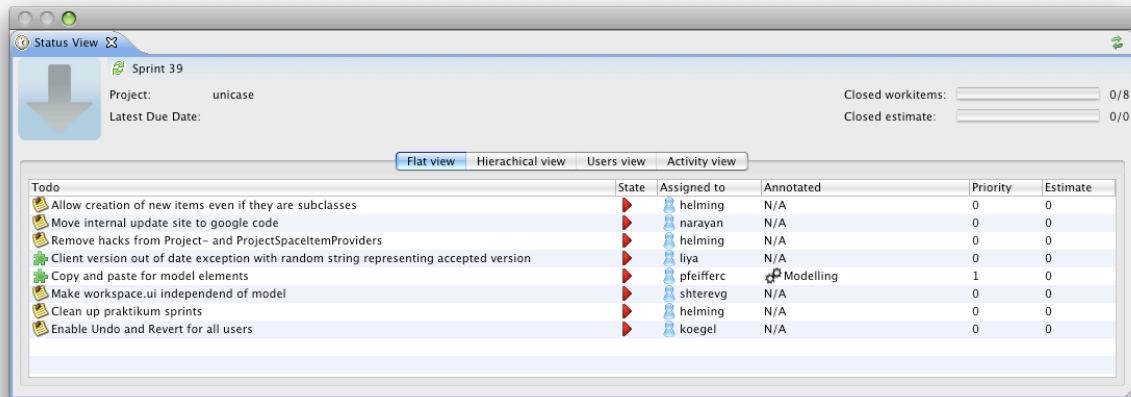 Status View
Sprint 39
Project: unicase Closed workitems: 0/8
Latest Due Date: Closed estimate: 0/0
Flat view Hierachical view Users view Activity view
Todo State Assigned to Annotated Priority Estimate
Allow creation of new items even if they are subclasses helming N/A 0 0
Move internal update site to google code narayan N/A 0 0
Remove hacks from Project- and ProjectSpaceItemProviders helming N/A 0 0
Client version out of date exception with random string representing accepted version liya N/A 0 0
Copy and paste for model elements pfeifferc Modelling 1 0
Make workspace.ui independend of model shterevg N/A 0 0
Clean up praktikum sprints helming N/A 0 0
Enable Undo and Revert for all users koegel N/A 0 0